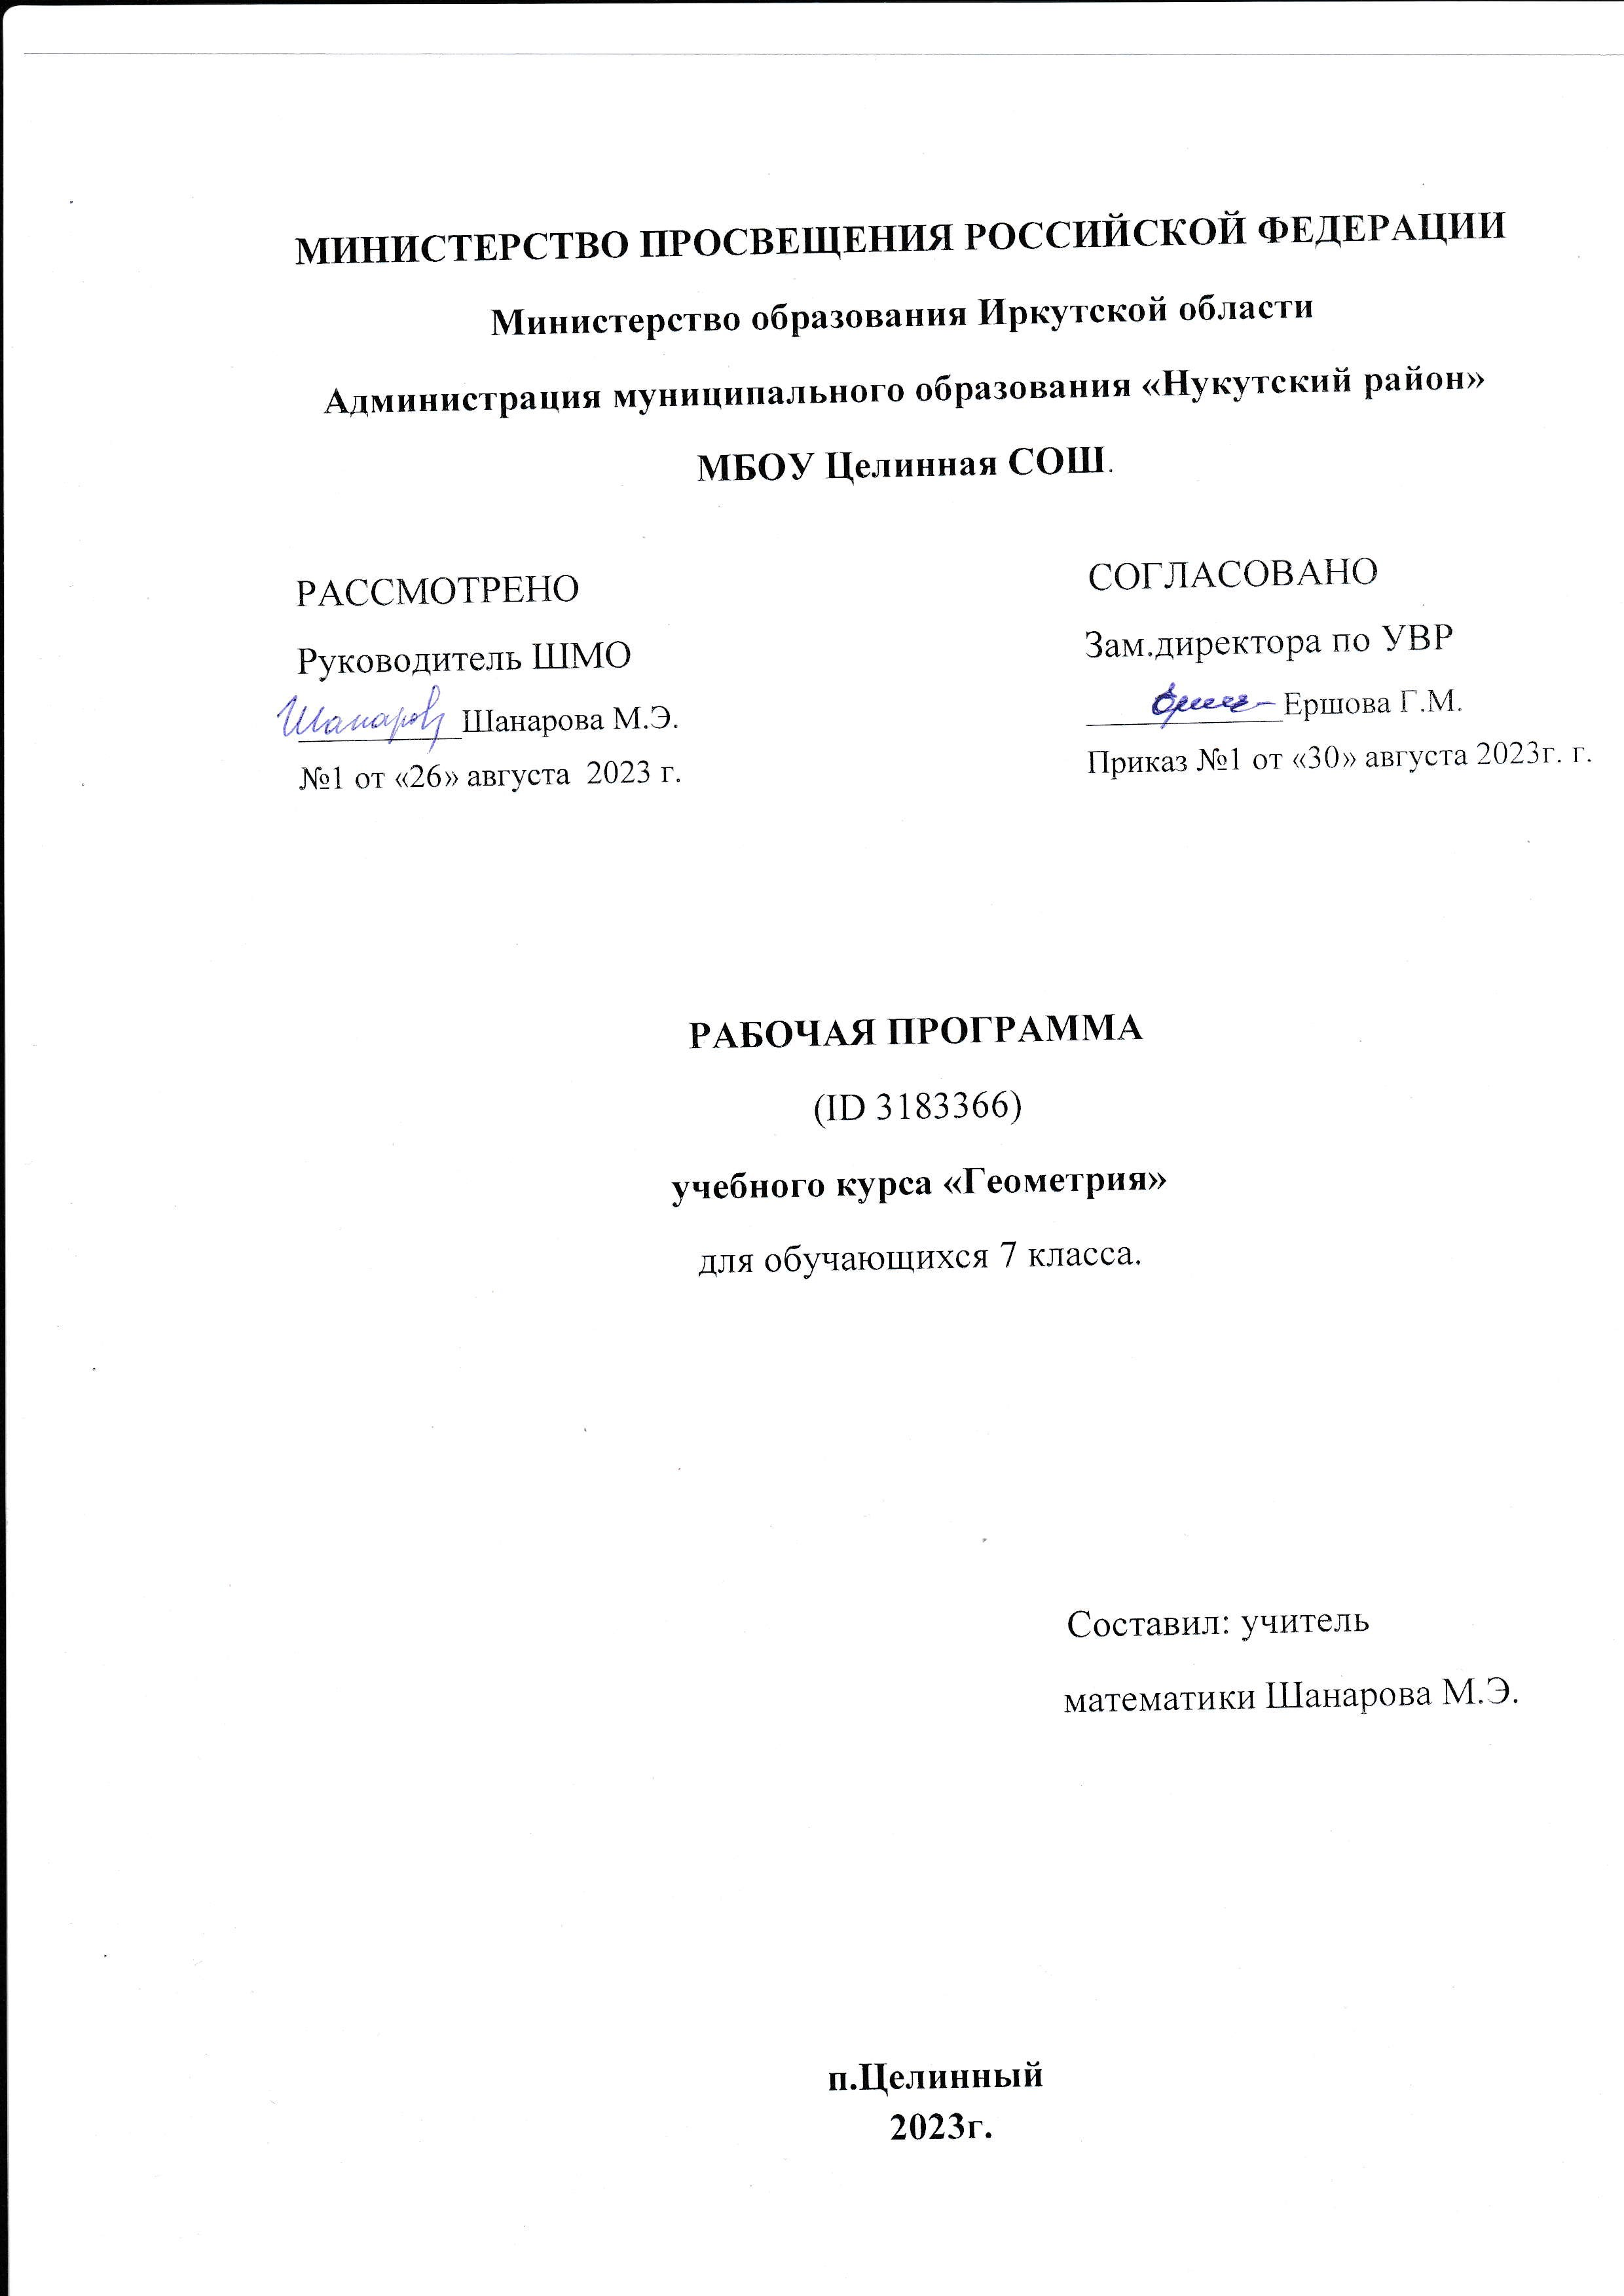 МИНИСТЕРСТВО ПРОСВЕЩЕНИЯ РОССИЙСКОЙ ФЕДЕРАЦИИ
Министерство образования Иркутской области
Администрация муниципального образования «Нукутский район»
МБОУ Целинная СОШ.
РАССМОТРЕНО
Руководитель ШМО
Шанарова Шанарова М.Э.
№1 от «26» августа 2023 г.
СОГЛАСОВАНО
Зам.директора по УВР
Ершова Г.М.
Приказ №1 от «30» августа 2023г. г.
РАБОЧАЯ ПРОГРАММА
(ID 3183366)
учебного курса «Геометрия»
для обучающихся 7 класса.
Составил: учитель
математики Шанарова М.Э.
п.Целинный
2023г.